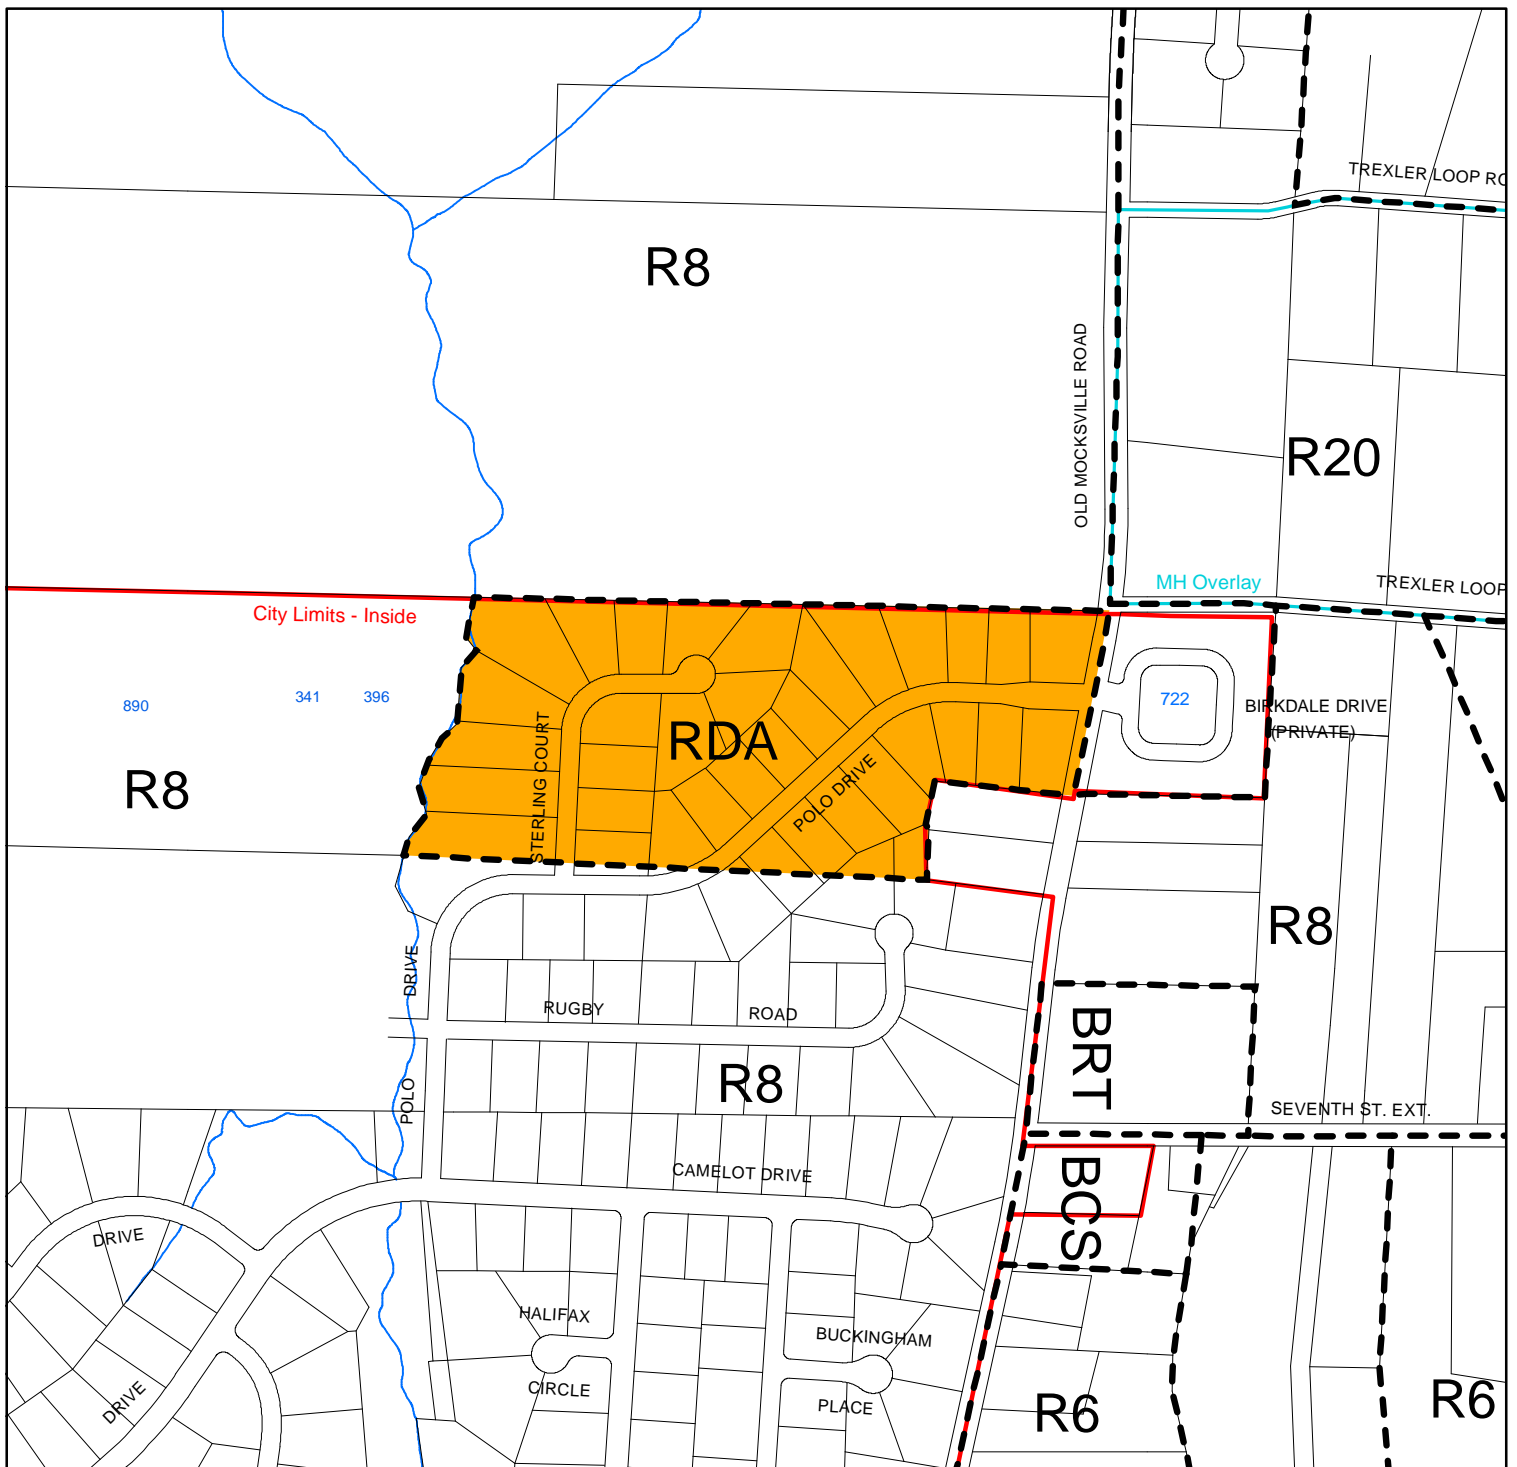 TREXLER LOOP RO
R8
OLD MOCKSVILLE ROAD
R20
MH Overlay
TREXLER LOOP
City Limits - Inside
890
341
396
722
BIRKDALE DRIVE
(PRIVATE)
STERLING COURT
RDA
POLO DRIVE
R8
R8
DRIVE
RUGBY
ROAD
BRT
R8
POLO
SEVENTH ST. EXT.
CAMELOT DRIVE
BCS
DRIVE
HALIFAX
BUCKINGHAM
CIRCLE
PLACE
DRIVE
R6
R6